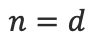 n = d